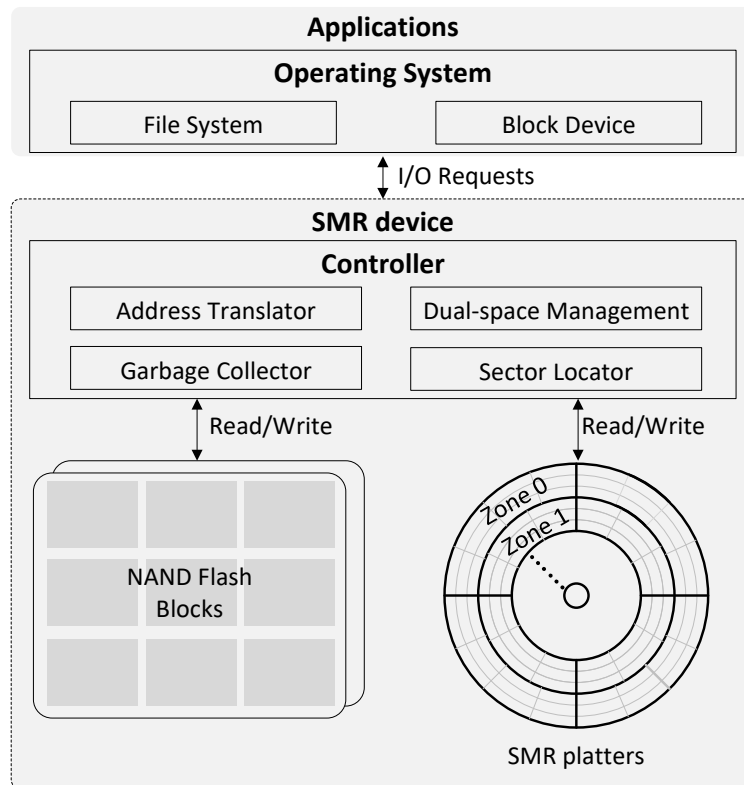 Applications
Operating System
File System
Block Device
I/O Requests
SMR device
Controller
Address Translator
Dual-space Management
Garbage Collector
Sector Locator
Read/Write
Read/Write
NAND Flash
Blocks
Zone 0
Zone 1
SMR platters